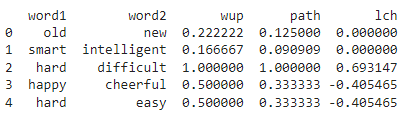 word1 word2 wup path lch
0 old new 0.222222 0.125000 0.000000
1 smart intelligent 0.166667 0.090909 0.000000
2 hard difficult 1.000000 1.000000 0.693147
3 happy cheerful 0.500000 0.333333 -0.405465
4 hard easy 0.500000 0.333333 -0.405465